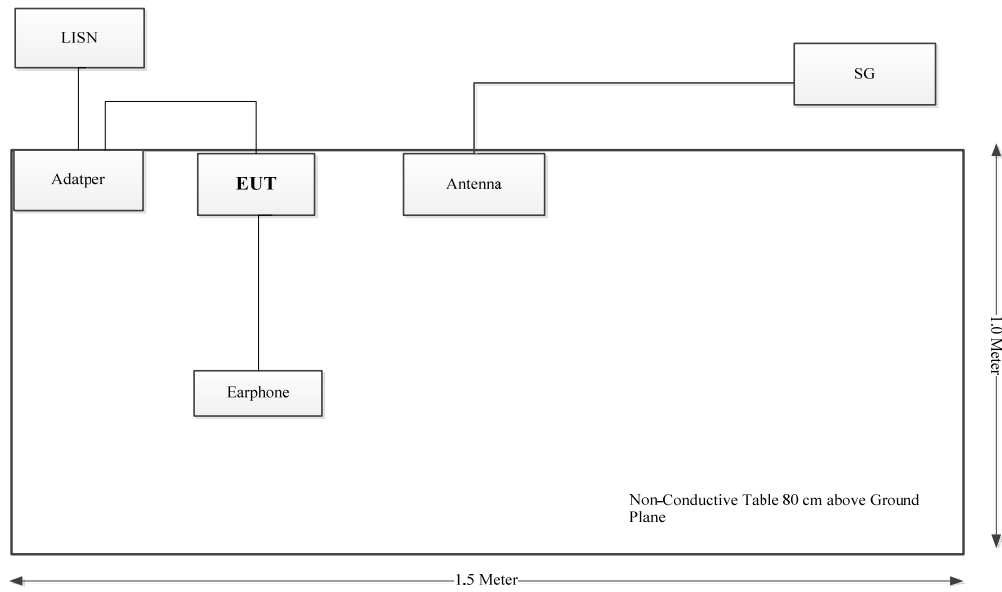 LISN
SG
Adatper
EUT
Antenna
Earphone
1.0 Meter
Non-Conductive Table 80 cm above Ground
Plane
1.5 Meter